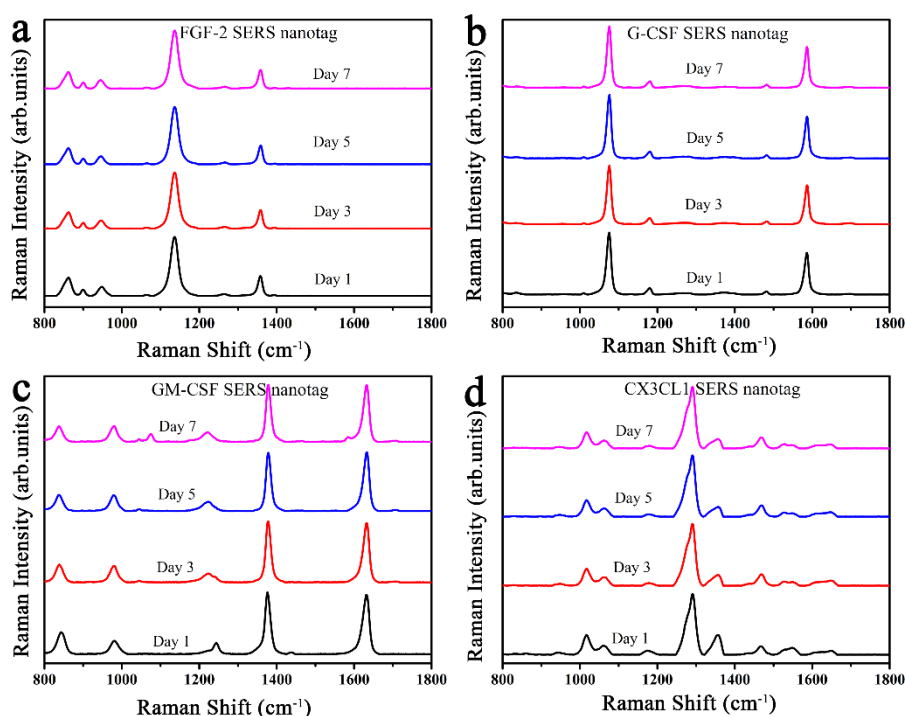 a
FGF-2 SERS nanotag
Day 7
Day 5
Day 3
Day 1
Raman Intensity (arb.units)
800 1000 1200 1400 1600 1800
Raman Shift (cm⁻¹)
b
G-CSF SERS nanotag
Day 7
Day 5
Day 3
Day 1
Raman Intensity (arb.units)
800 1000 1200 1400 1600 1800
Raman Shift (cm⁻¹)
c
GM-CSF SERS nanotag
Day 7
Day 5
Day 3
Day 1
Raman Intensity (arb.units)
800 1000 1200 1400 1600 1800
Raman Shift (cm⁻¹)
d
CX3CL1 SERS nanotag
Day 7
Day 5
Day 3
Day 1
Raman Intensity (arb.units)
800 1000 1200 1400 1600 1800
Raman Shift (cm⁻¹)